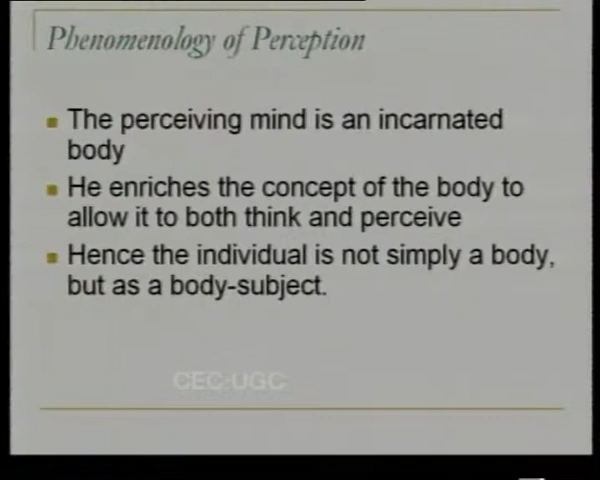 Phenomenology of Perception
The perceiving mind is an incarnated
body
He enriches the concept of the body to
allow it to both think and perceive
Hence the individual is not simply a body,
but as a body-subject.
CEC-UGC